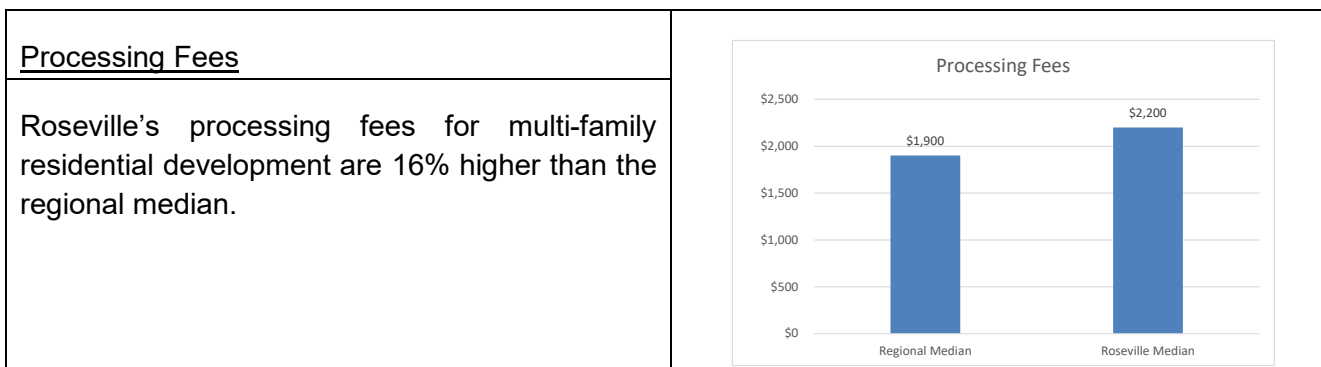 Processing Fees
Roseville’s processing fees for multi-family
residential development are 16% higher than the
regional median.
Processing Fees
$2,500
$2,000
$1,500
$1,000
$500
$0
$1,900
$2,200
Regional Median
Roseville Median